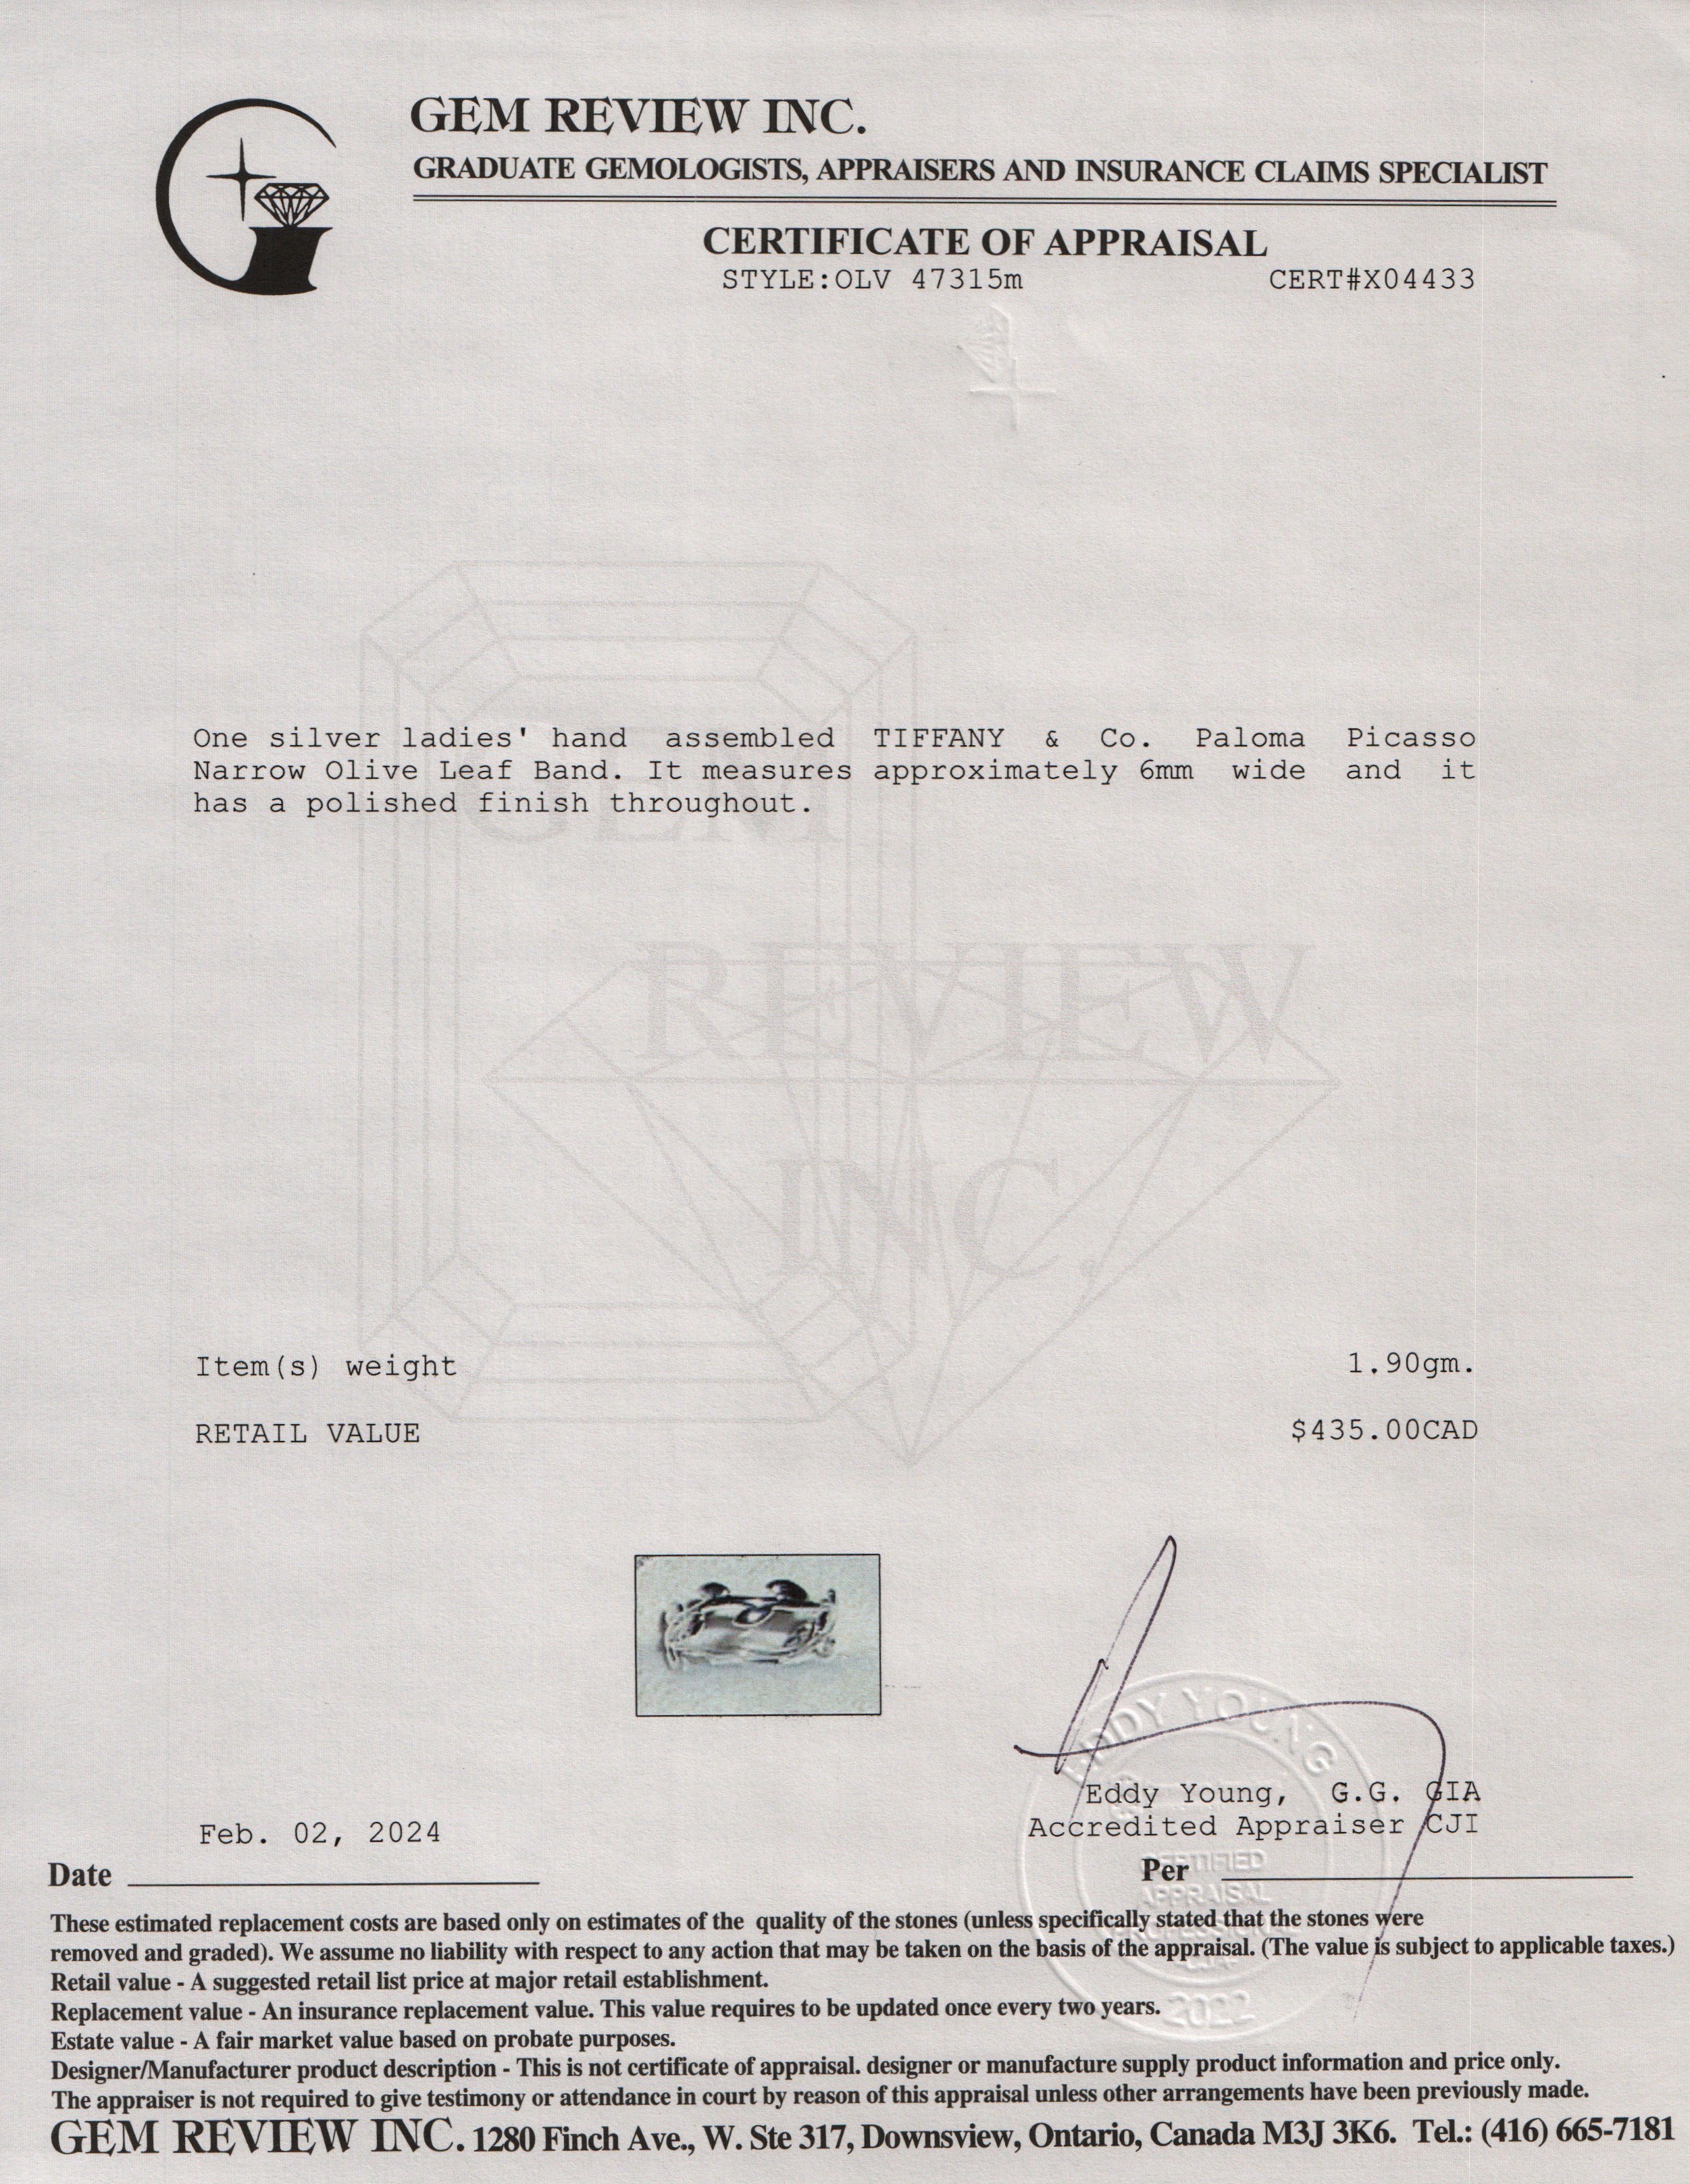 GEM REVIEW INC.
GRADUATE GEMOLOGISTS, APPRAISERS AND INSURANCE CLAIMS SPECIALIST
CERTIFICATE OF APPRAISAL
STYLE:OLV 47315m CERT#X04433
One silver ladies' hand assembled TIFFANY & Co. Paloma Picasso
Narrow Olive Leaf Band. It measures approximately 6mm wide and it
has a polished finish throughout.
GEM
REVIEW
INC.
Item(s) weight 1.90gm.
RETAIL VALUE $435.00CAD
EDDY YOUNG
Eddy Young, G.G. GIA
Accredited Appraiser CJI
Feb. 02, 2024
Date
Per
CERTIFIED
APPRAISAL
PROFESSIONAL
CJA
2022
These estimated replacement costs are based only on estimates of the quality of the stones (unless specifically stated that the stones were
removed and graded). We assume no liability with respect to any action that may be taken on the basis of the appraisal. (The value is subject to applicable taxes.)
Retail value - A suggested retail list price at major retail establishment.
Replacement value - An insurance replacement value. This value requires to be updated once every two years.
Estate value - A fair market value based on probate purposes.
Designer/Manufacturer product description - This is not certificate of appraisal. designer or manufacture supply product information and price only.
The appraiser is not required to give testimony or attendance in court by reason of this appraisal unless other arrangements have been previously made.
GEM REVIEW INC. 1280 Finch Ave., W. Ste 317, Downsview, Ontario, Canada M3J 3K6. Tel.: (416) 665-7181